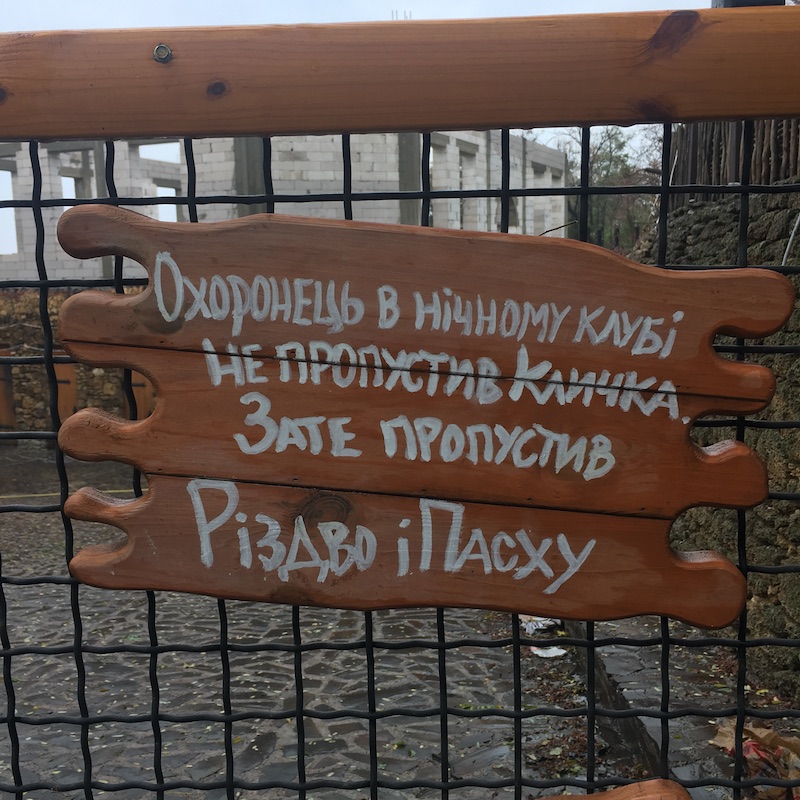 Охоронець в нічному клубі
не пропустив Кличка.
Зате пропустив
Різдво і Пасху